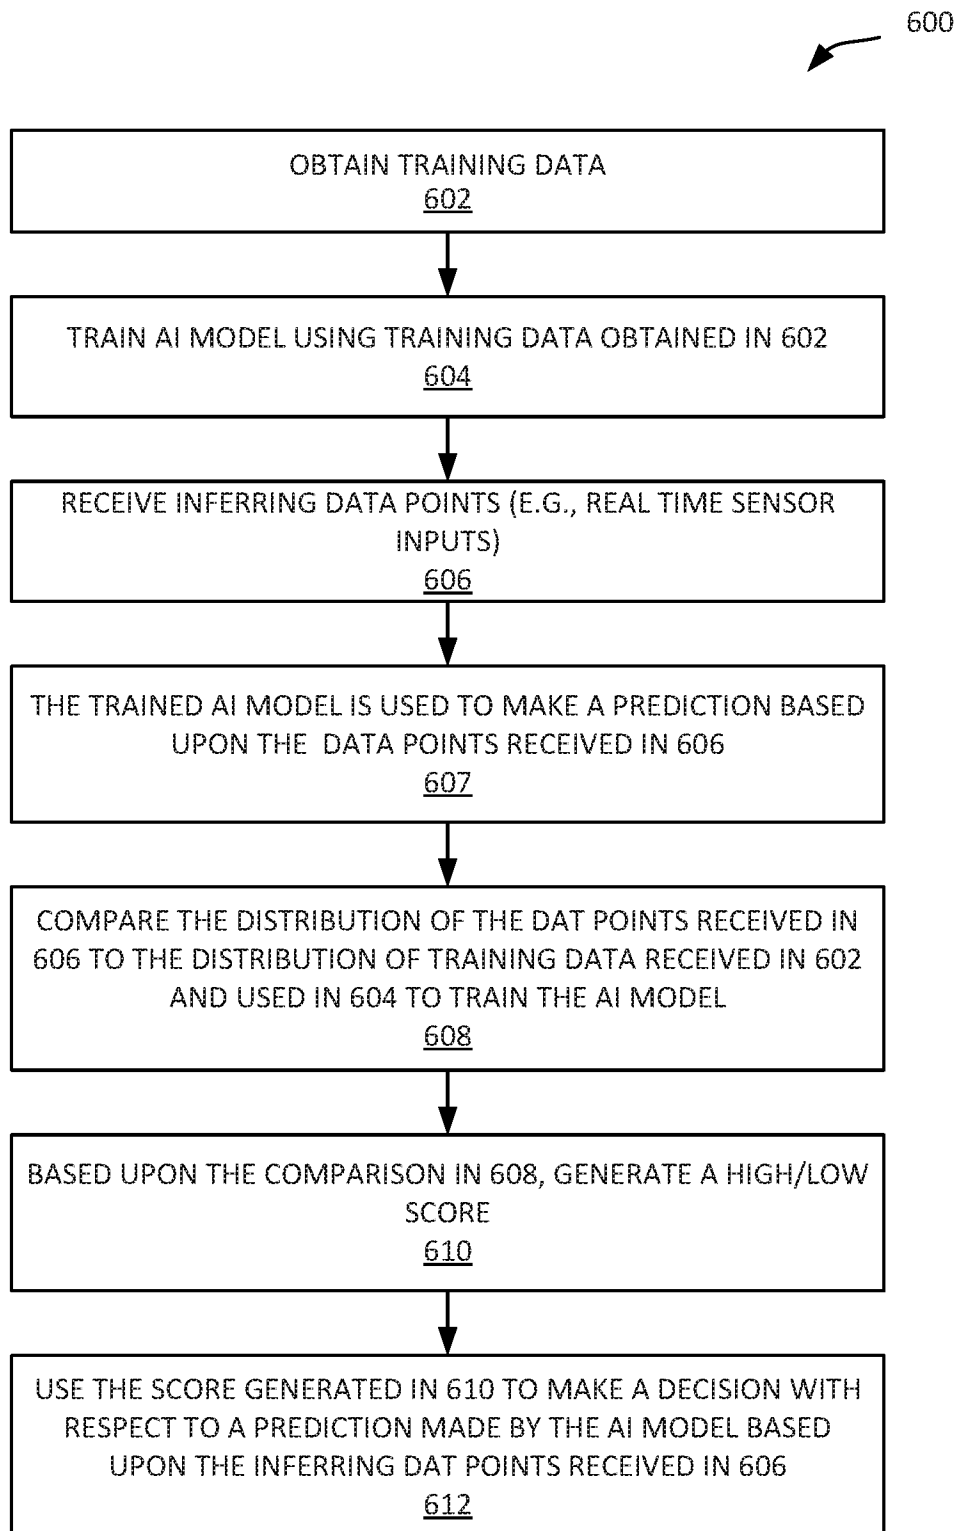 600
OBTAIN TRAINING DATA
602
TRAIN AI MODEL USING TRAINING DATA OBTAINED IN 602
604
RECEIVE INFERRING DATA POINTS (E.G., REAL TIME SENSOR
INPUTS)
606
THE TRAINED AI MODEL IS USED TO MAKE A PREDICTION BASED
UPON THE DATA POINTS RECEIVED IN 606
607
COMPARE THE DISTRIBUTION OF THE DAT POINTS RECEIVED IN
606 TO THE DISTRIBUTION OF TRAINING DATA RECEIVED IN 602
AND USED IN 604 TO TRAIN THE AI MODEL
608
BASED UPON THE COMPARISON IN 608, GENERATE A HIGH/LOW
SCORE
610
USE THE SCORE GENERATED IN 610 TO MAKE A DECISION WITH
RESPECT TO A PREDICTION MADE BY THE AI MODEL BASED
UPON THE INFERRING DAT POINTS RECEIVED IN 606
612